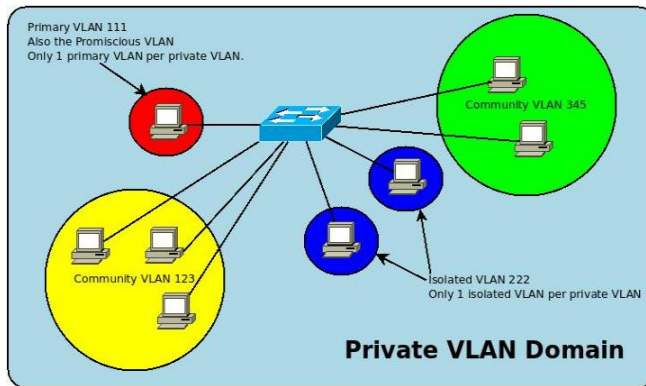 Primary VLAN 111
Also the Promiscious VLAN
Only 1 primary VLAN per private VLAN.
Community VLAN 345
Community VLAN 123
Isolated VLAN 222
Only 1 isolated VLAN per private VLAN
Private VLAN Domain